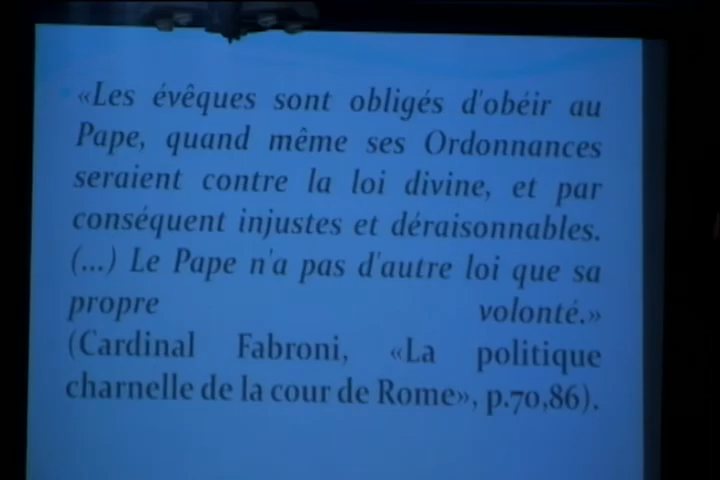 «Les évêques sont obligés d'obéir au
Pape, quand même ses Ordonnances
seraient contre la loi divine, et par
conséquent injustes et déraisonnables.
(...) Le Pape n'a pas d'autre loi que sa
propre volonté.»
(Cardinal Fabroni, «La politique
charnelle de la cour de Rome», p.70,86).